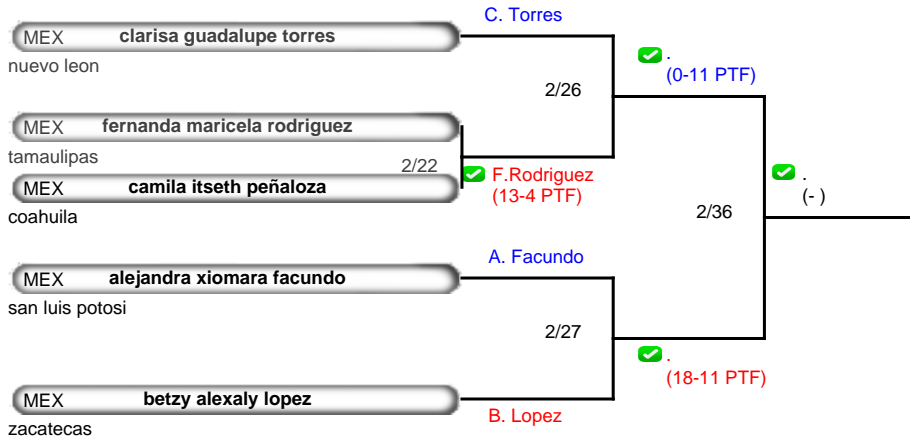 C. Torres
MEX clarisa guadalupe torres
nuevo leon
.
(0-11 PTF)
2/26
MEX fernanda maricela rodriguez
tamaulipas
2/22
F.Rodriguez
(13-4 PTF)
MEX camila itseth peñaloza
coahuila
.
(- )
2/36
A. Facundo
MEX alejandra xiomara facundo
san luis potosi
2/27
.
(18-11 PTF)
MEX betzy alexaly lopez
B. Lopez
zacatecas